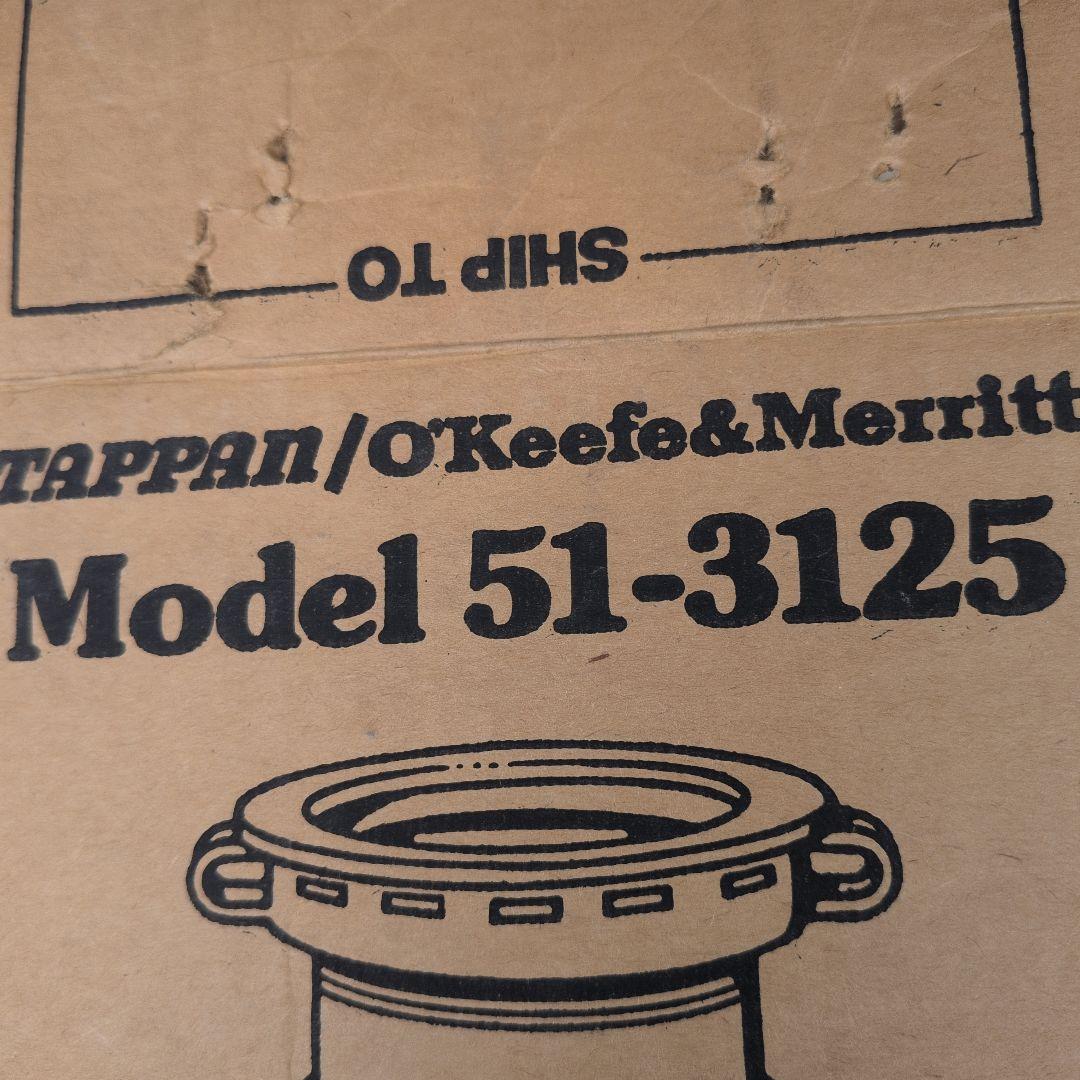 SHIP TO
TAPPAN/O'Keefe&Merritt
Model 51-3125